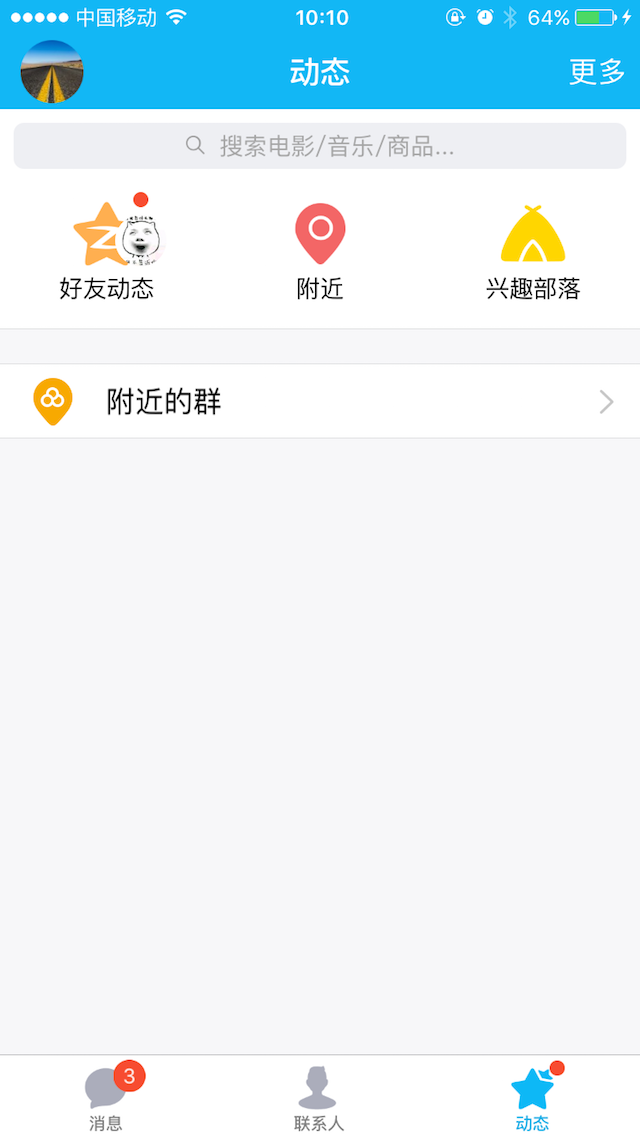 中国移动 10:10 64%
动态 更多
搜索电影/音乐/商品...
好友动态 附近 兴趣部落
附近的群
3
消息 联系人 动态